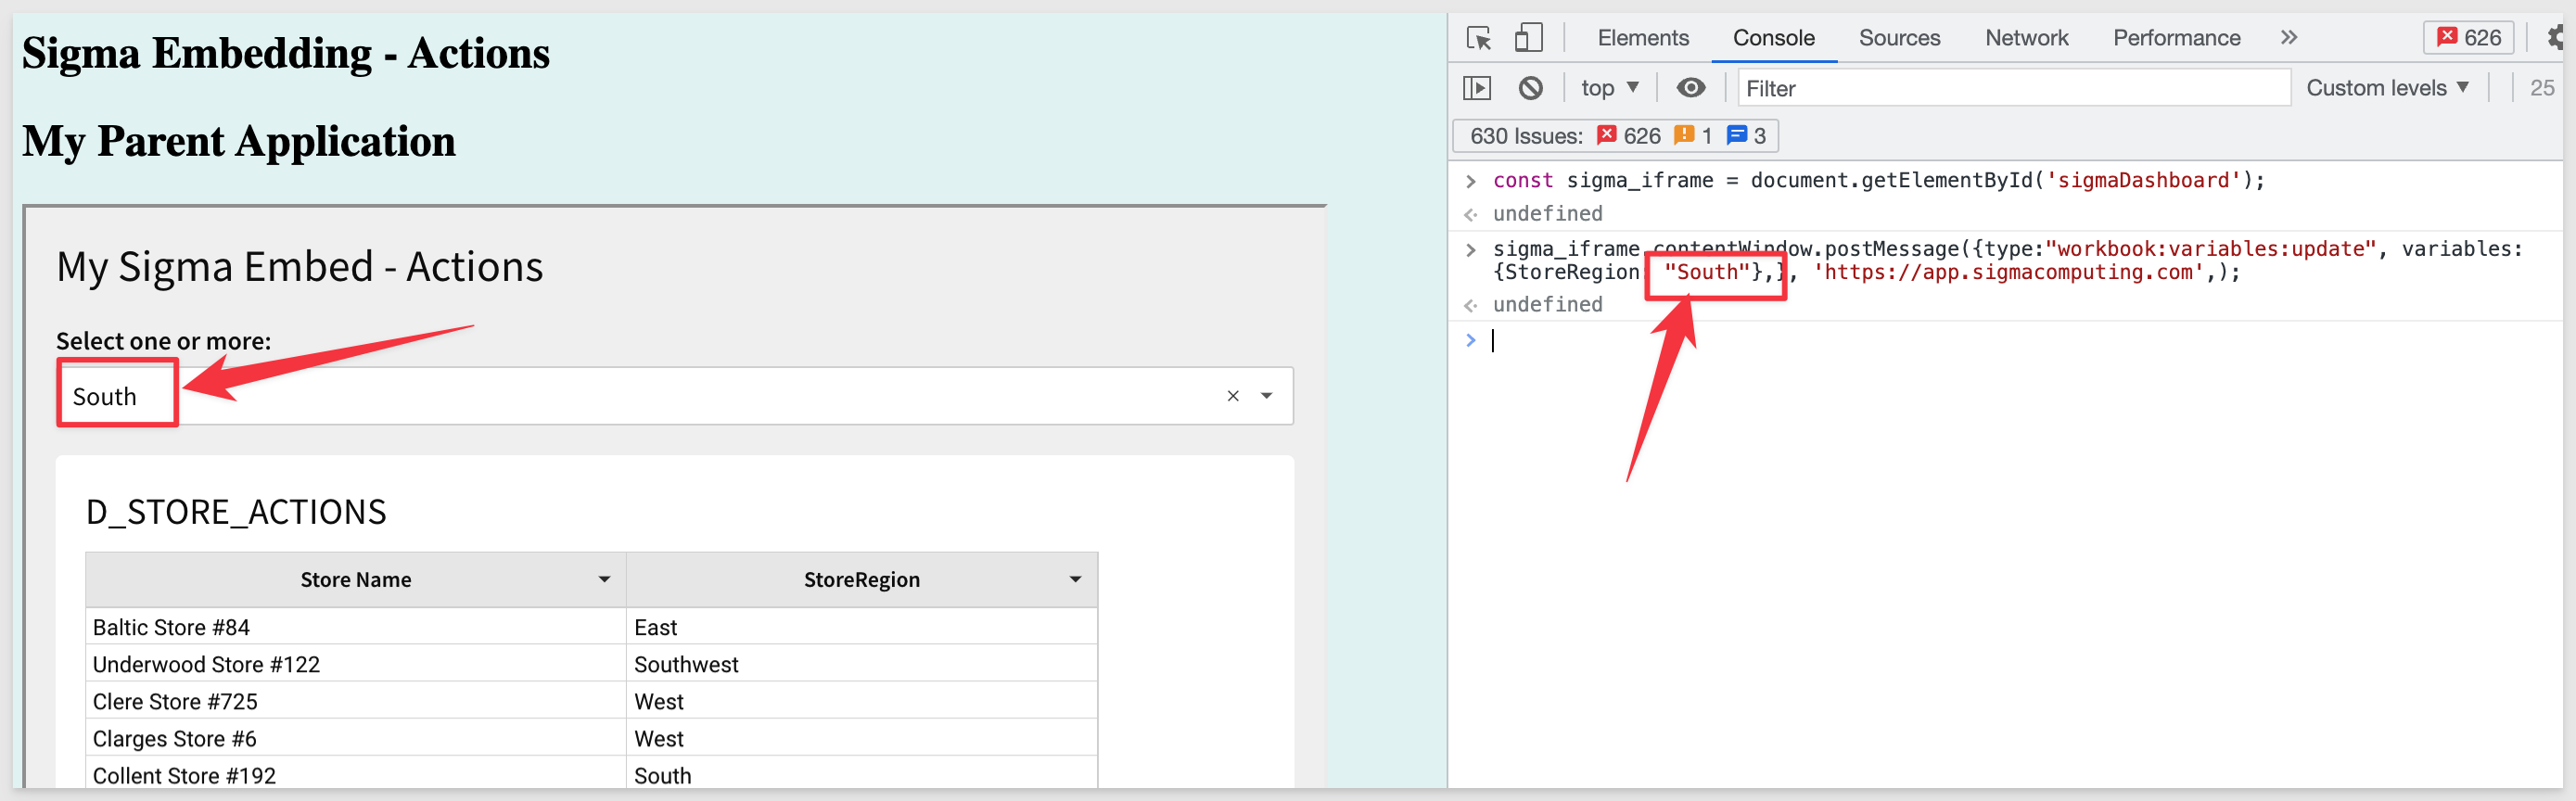 Sigma Embedding - Actions
My Parent Application
My Sigma Embed - Actions
Select one or more:
South
D_STORE_ACTIONS
Store Name StoreRegion
Baltic Store #84 East
Underwood Store #122 Southwest
Clere Store #725 West
Clarges Store #6 West
Collent Store #192 South
Elements Console Sources Network Performance » 626
top Filter Custom levels 25
630 Issues: 626 1 3
> const sigma_iframe = document.getElementById('sigmaDashboard');
undefined
> sigma_iframe.contentWindow.postMessage({type:"workbook:variables:update", variables:
{StoreRegion: "South"},}, 'https://app.sigmacomputing.com',);
undefined
>